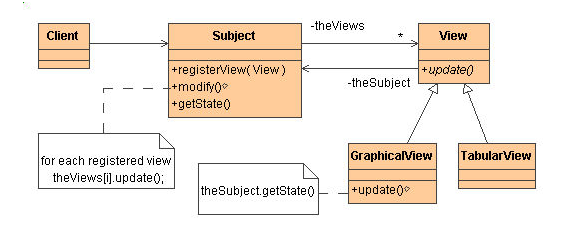 Client
Subject
+registerView( View )
+modify()
+getState()
-theViews
*
View
+update()
-theSubject
for each registered view
theViews[i].update();
theSubject.getState()
GraphicalView
+update()
TabularView